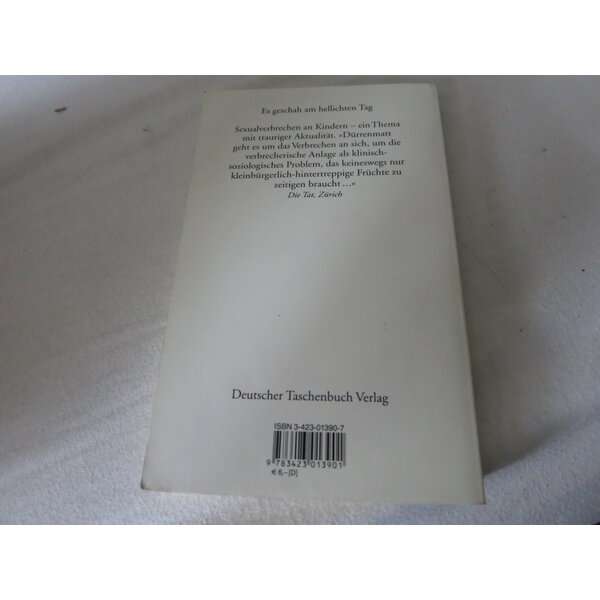 Es geschah am hellichten Tag
Sexualverbrechen an Kindern – ein Thema
mit trauriger Aktualität. »Dürrenmatt
geht es um das Verbrechen an sich, um die
verbrecherische Anlage als klinisch-
soziologisches Problem, das keineswegs nur
kleinbürgerlich-hintertreppige Früchte zu
zeitigen braucht ...«
Die Tat, Zürich
Deutscher Taschenbuch Verlag
ISBN 3-423-01390-7
9 783423 013901
€ 6,– [D]